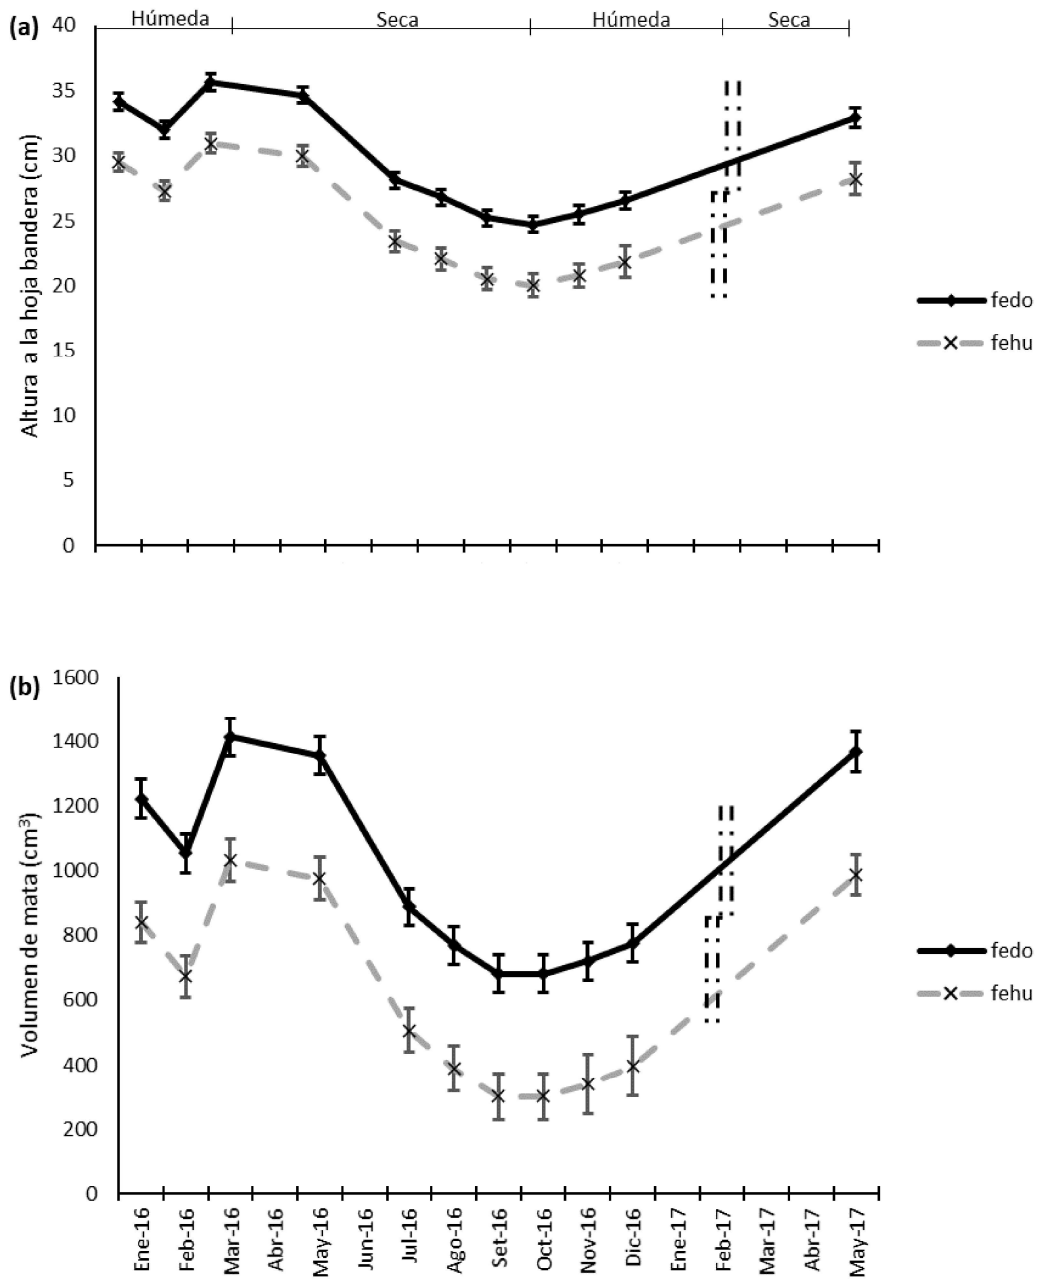 (a)
Húmeda Seca Húmeda Seca
40
35
30
25
20
15
10
5
0
Altura a la hoja bandera (cm)
fedo
fehu
(b)
1600
1400
1200
1000
800
600
400
200
0
Volumen de mata (cm³)
fedo
fehu
Ene-16 Feb-16 Mar-16 Abr-16 May-16 Jun-16 Jul-16 Ago-16 Set-16 Oct-16 Nov-16 Dic-16 Ene-17 Feb-17 Mar-17 Abr-17 May-17